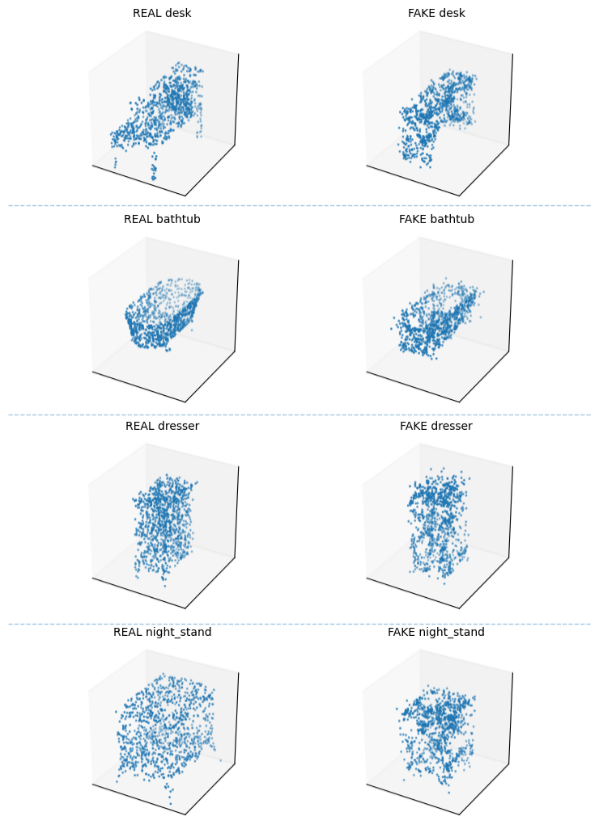 REAL desk
FAKE desk
REAL bathtub
FAKE bathtub
REAL dresser
FAKE dresser
REAL night_stand
FAKE night_stand